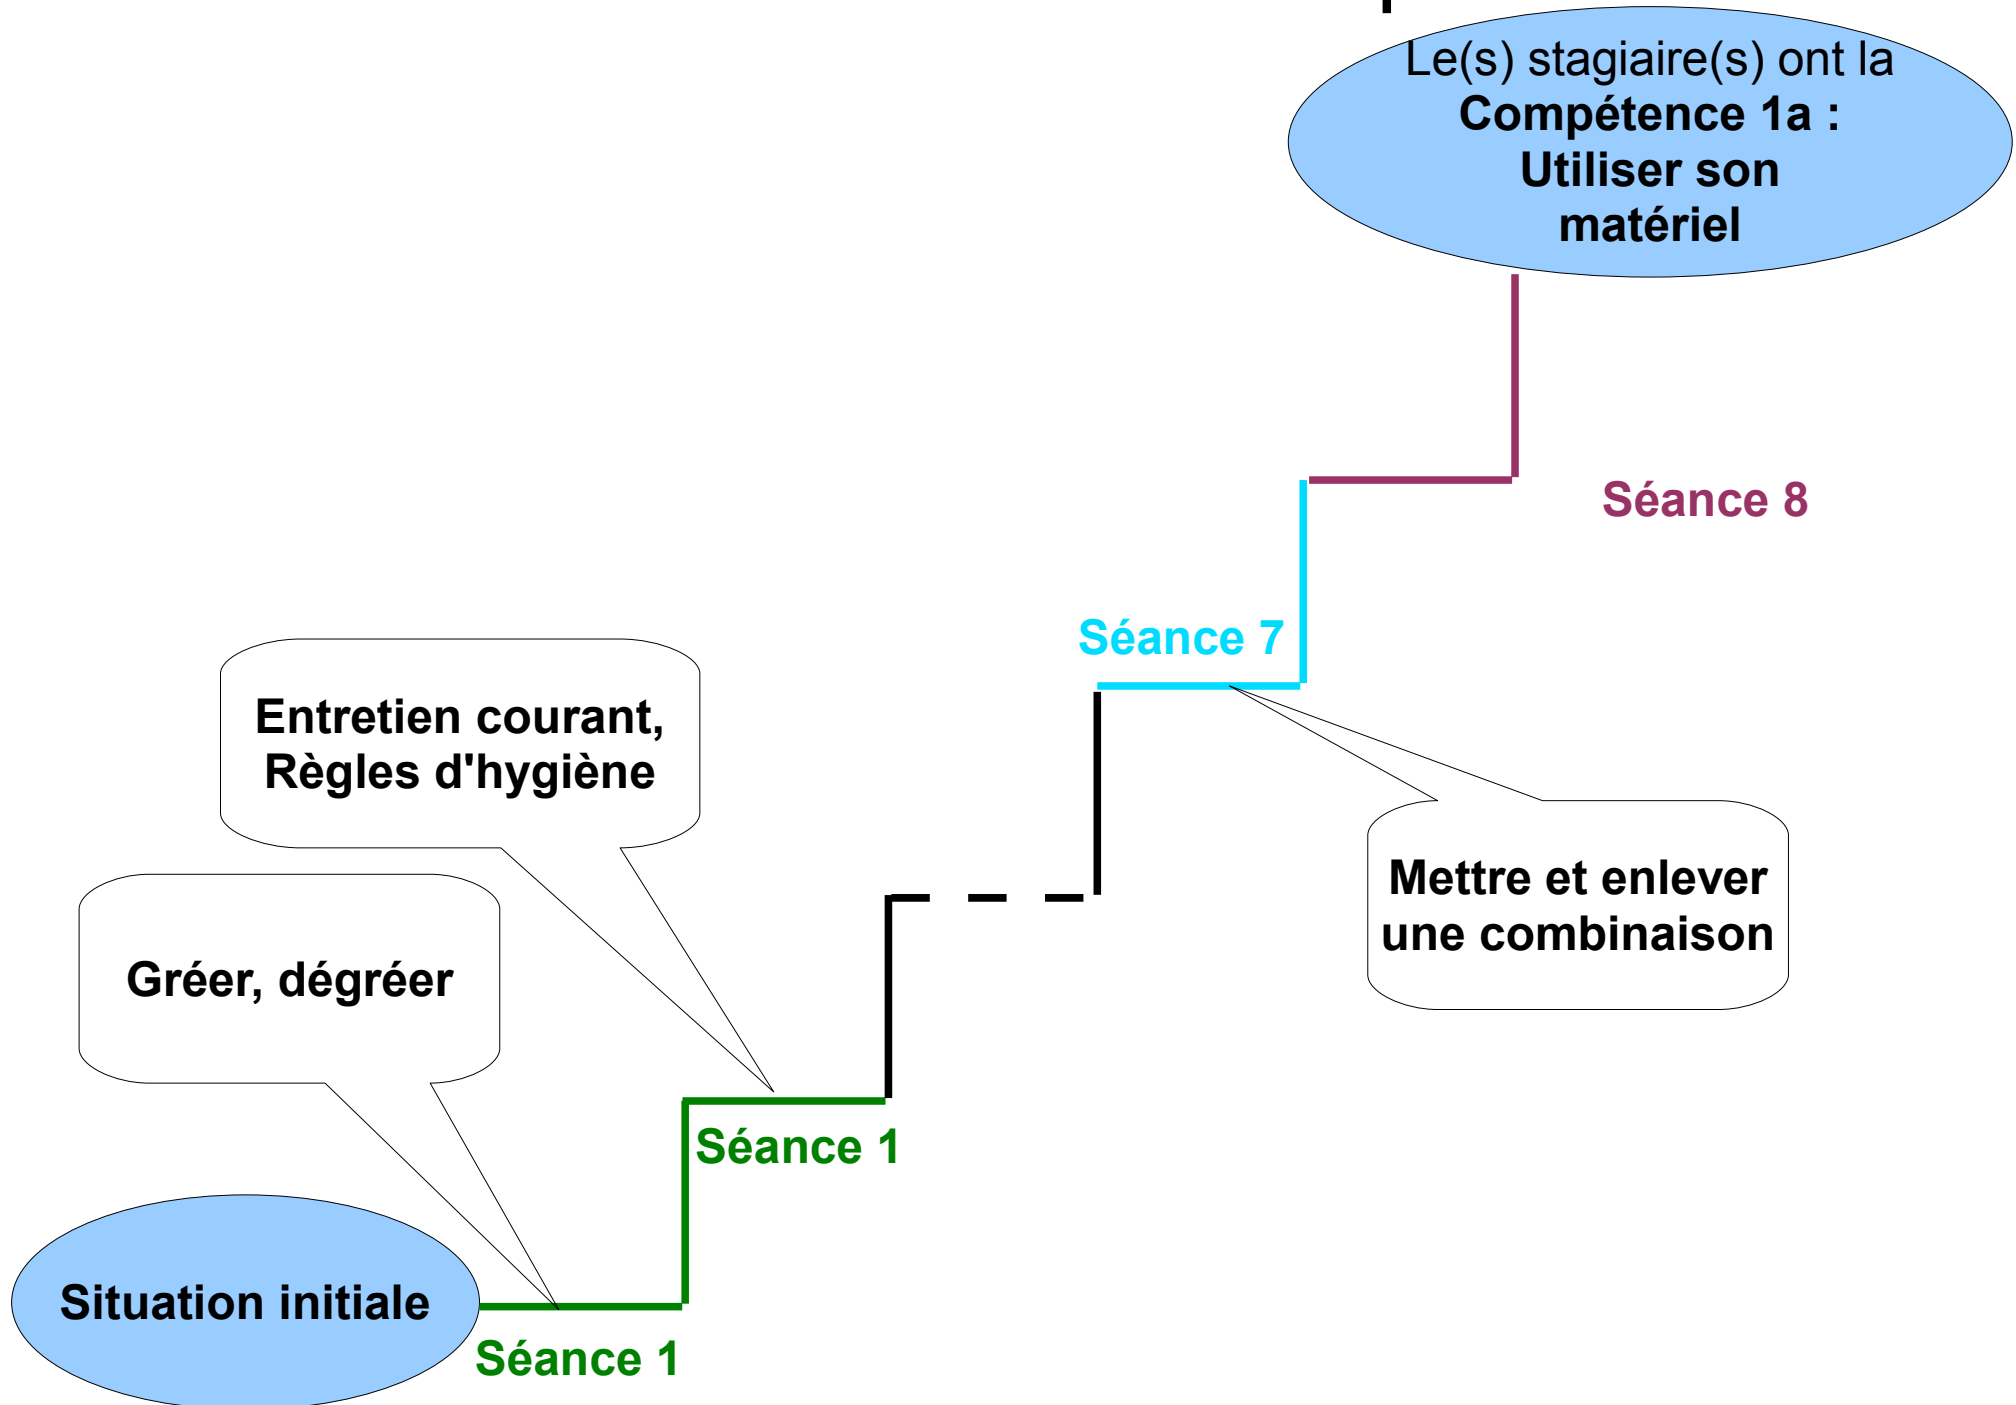 Le(s) stagiaire(s) ont la
Compétence 1a :
Utiliser son
matériel
Séance 8
Séance 7
Entretien courant,
Règles d'hygiène
Mettre et enlever
une combinaison
Gréer, dégréer
Séance 1
Situation initiale
Séance 1